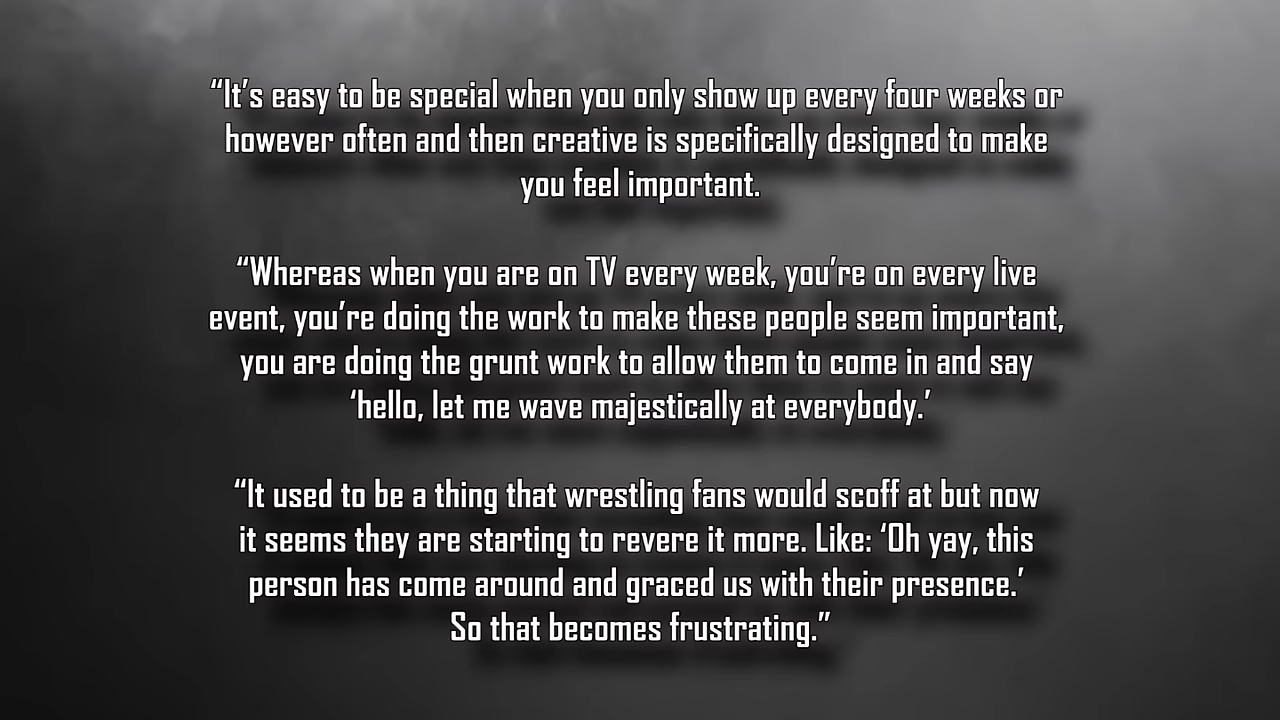 “It’s easy to be special when you only show up every four weeks or
however often and then creative is specifically designed to make
you feel important.
“Whereas when you are on TV every week, you’re on every live
event, you’re doing the work to make these people seem important,
you are doing the grunt work to allow them to come in and say
‘hello, let me wave majestically at everybody.’
“It used to be a thing that wrestling fans would scoff at but now
it seems they are starting to revere it more. Like: ‘Oh yay, this
person has come around and graced us with their presence.’
So that becomes frustrating.”